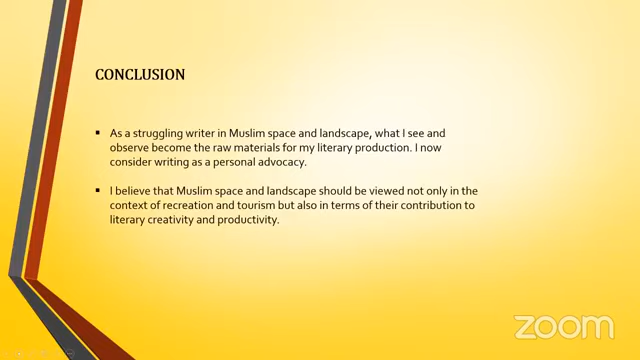 CONCLUSION
▪ As a struggling writer in Muslim space and landscape, what I see and
observe become the raw materials for my literary production. I now
consider writing as a personal advocacy.
▪ I believe that Muslim space and landscape should be viewed not only in the
context of recreation and tourism but also in terms of their contribution to
literary creativity and productivity.
zoom